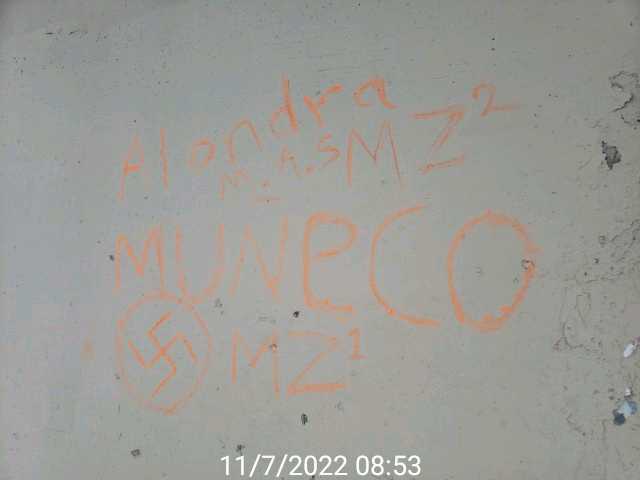 Alondra
M.A.S MZ²
MUNeCO
MZ¹
11/7/2022 08:53